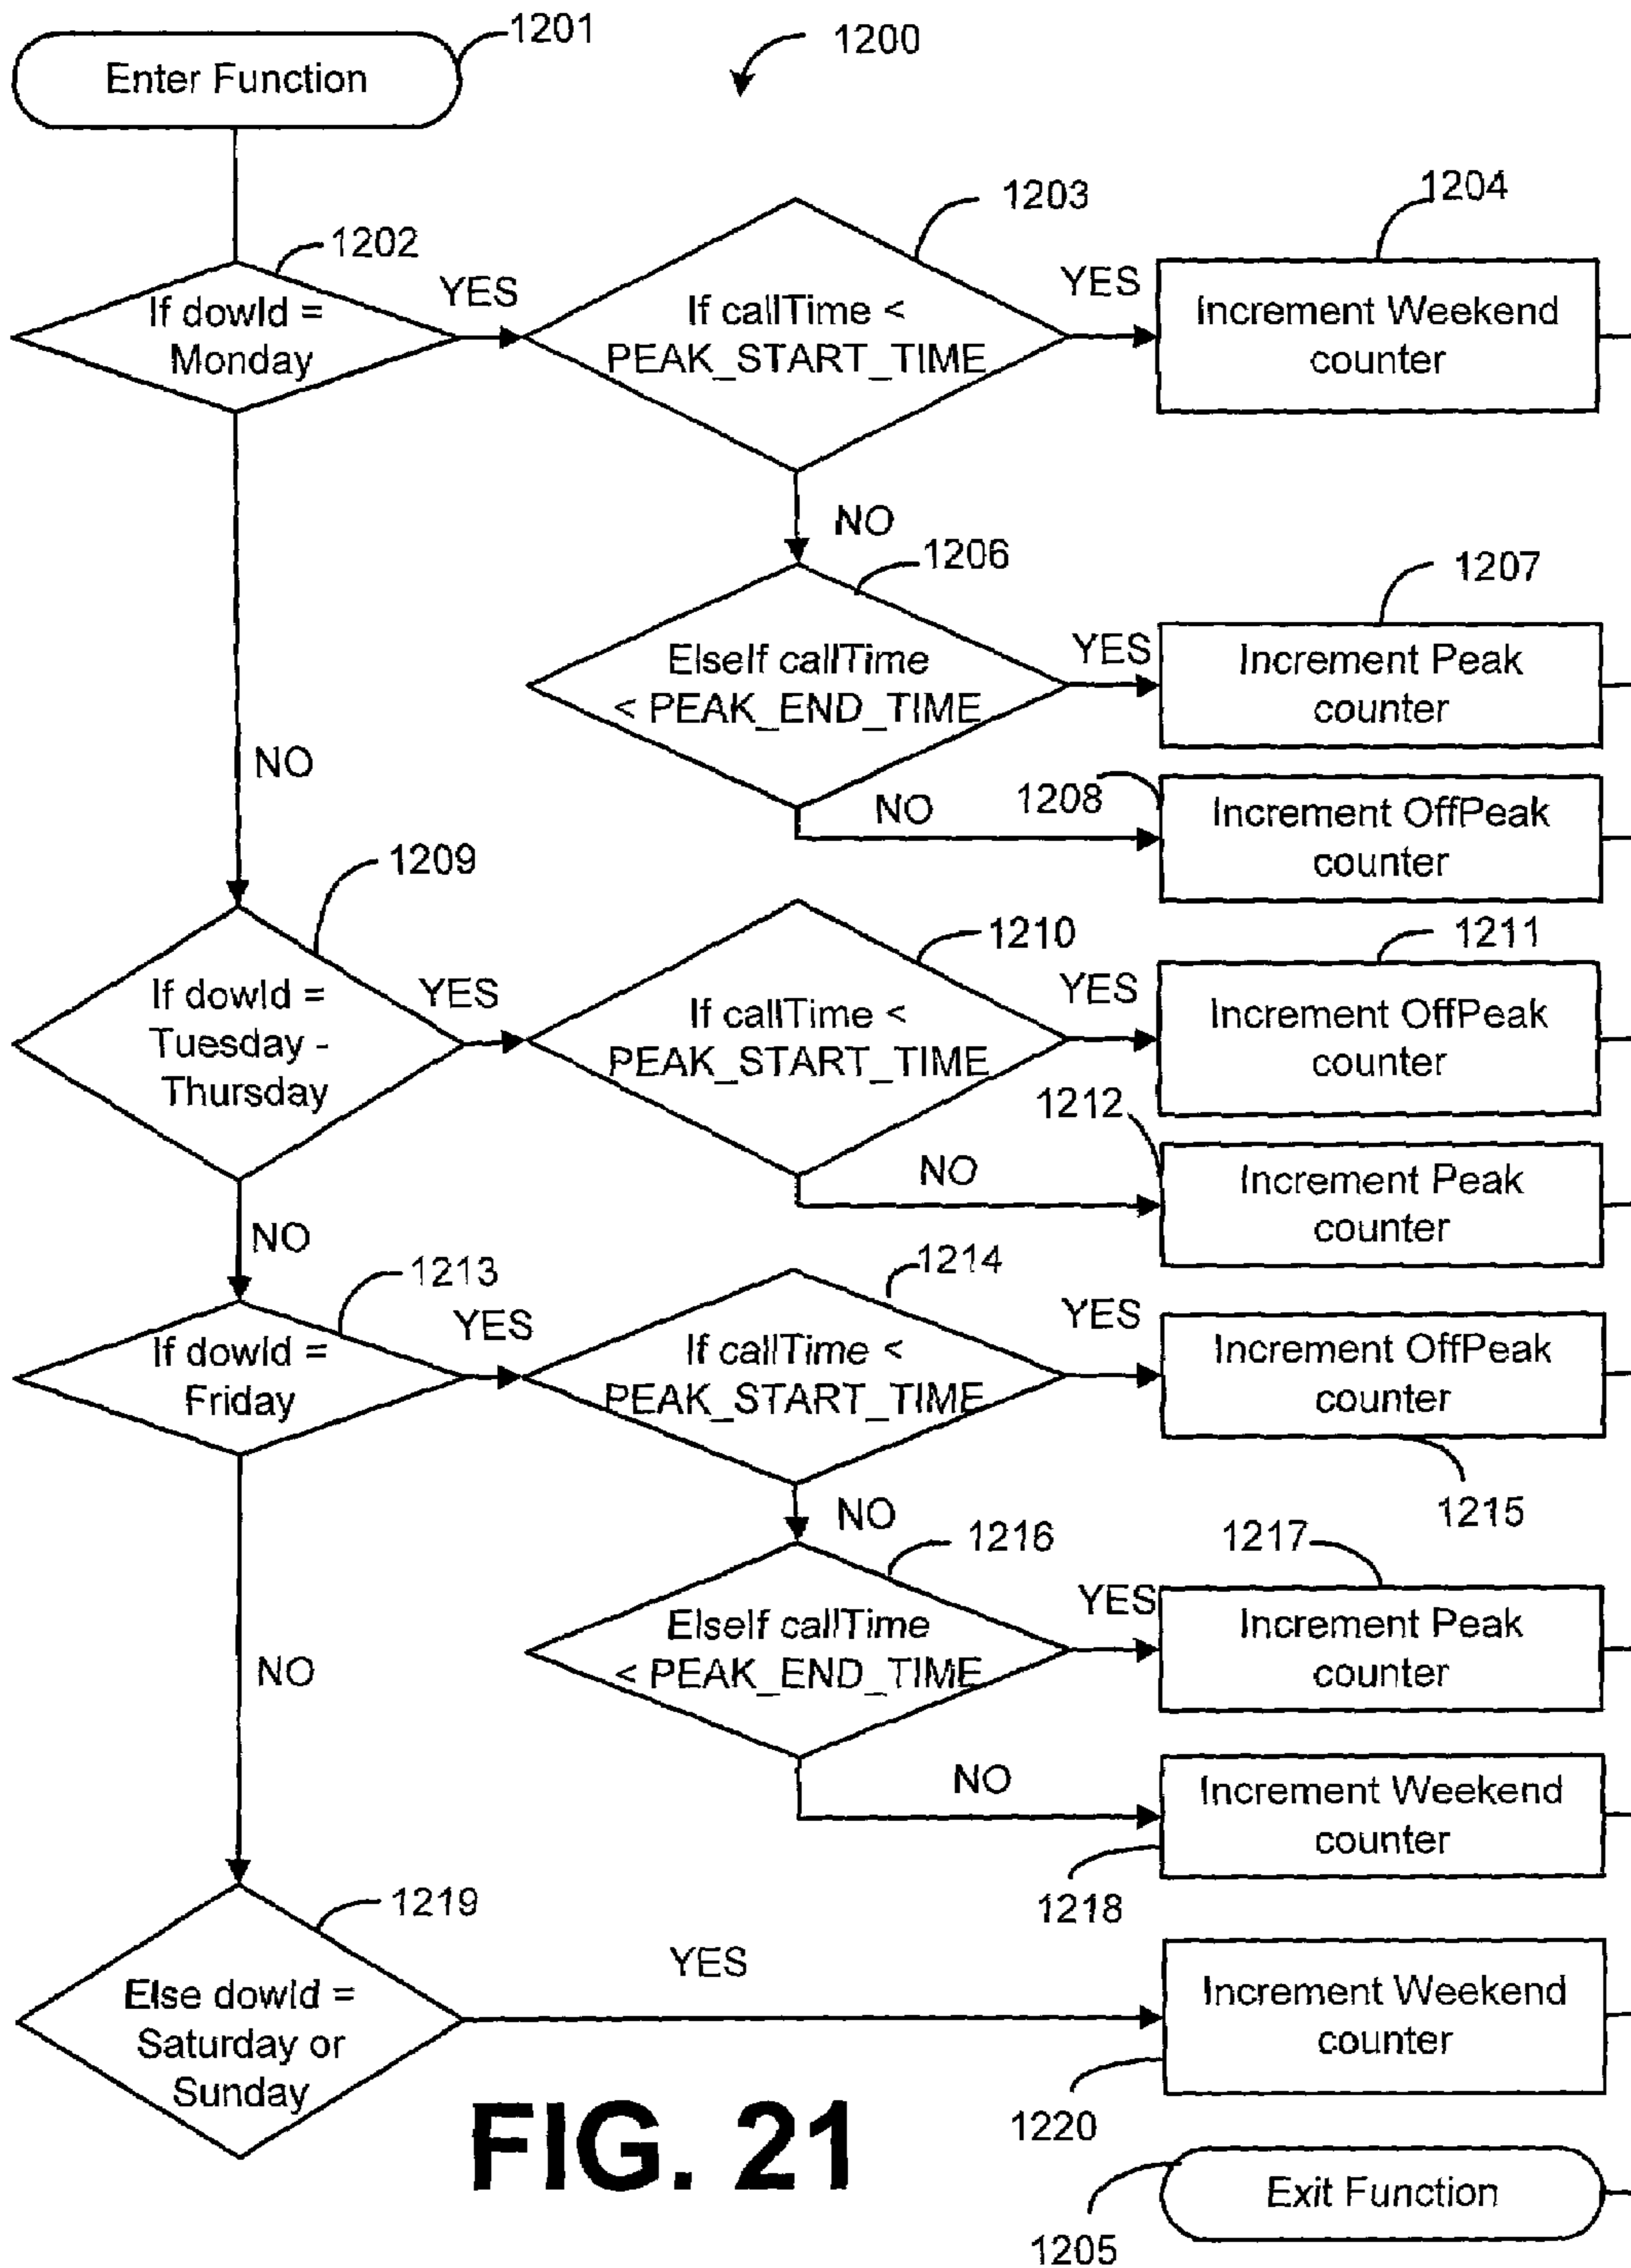 1201
Enter Function
1200
1203
1204
1202
If dowId =
Monday
YES
If callTime <
PEAK_START_TIME
YES
Increment Weekend
counter
NO
1206
1207
ElseIf callTime
< PEAK_END_TIME
YES
Increment Peak
counter
NO
NO
1208
Increment OffPeak
counter
1209
1210
1211
If dowId =
Tuesday -
Thursday
YES
If callTime <
PEAK_START_TIME
YES
Increment OffPeak
counter
1212
NO
Increment Peak
counter
NO
1213
1214
If dowId =
Friday
YES
If callTime <
PEAK_START_TIME
YES
Increment OffPeak
counter
1215
NO
1216
1217
ElseIf callTime
< PEAK_END_TIME
YES
Increment Peak
counter
NO
NO
Increment Weekend
counter
1218
1219
Else dowId =
Saturday or
Sunday
YES
Increment Weekend
counter
1220
FIG. 21
Exit Function
1205